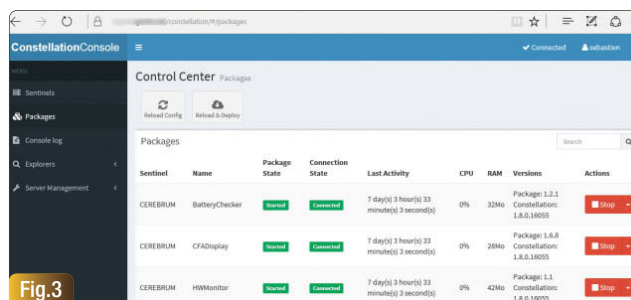 /constellation/#/packages
ConstellationConsole
Connected
sebastien
MENU
Sentinels
Packages
Console log
Explorers
Server Management
Control Center Packages
Reload Config
Reload & Deploy
Packages
Search
Sentinel Name Package State Connection State Last Activity CPU RAM Versions Actions
CEREBRUM BatteryChecker Started Connected 7 day(s) 3 hour(s) 33 minute(s) 3 second(s) 0% 32Mo Package: 1.2.1 Constellation: 1.8.0.16055 Stop
CEREBRUM CFADisplay Started Connected 7 day(s) 3 hour(s) 33 minute(s) 3 second(s) 0% 28Mo Package: 1.6.8 Constellation: 1.8.0.16055 Stop
CEREBRUM HWMonitor Started Connected 7 day(s) 3 hour(s) 33 minute(s) 3 second(s) 0% 42Mo Package: 1.1 Constellation: 1.8.0.16055 Stop
Fig.3